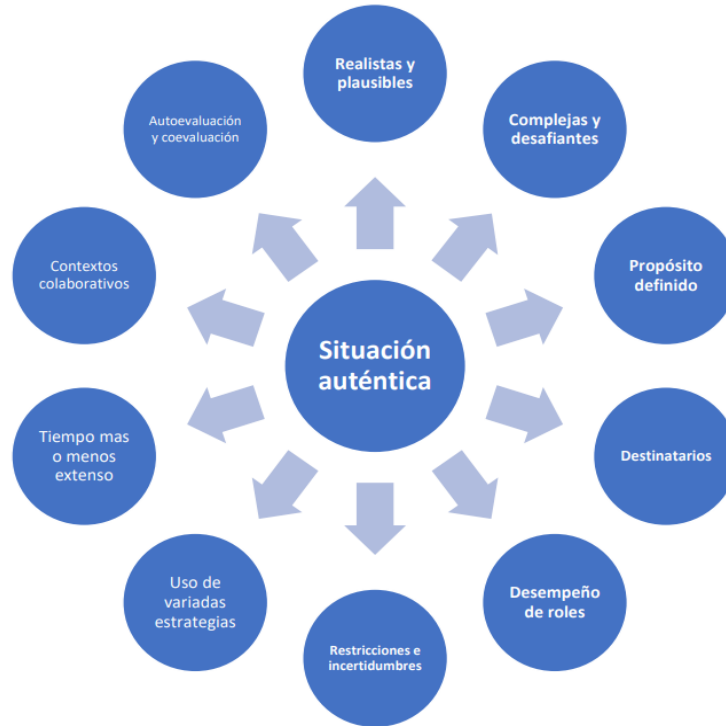 Realistas y
plausibles
Complejas y
desafiantes
Propósito
definido
Destinatarios
Desempeño
de roles
Restricciones e
incertidumbres
Uso de
variadas
estrategias
Tiempo mas
o menos
extenso
Contextos
colaborativos
Autoevaluación
y coevaluación
Situación
auténtica